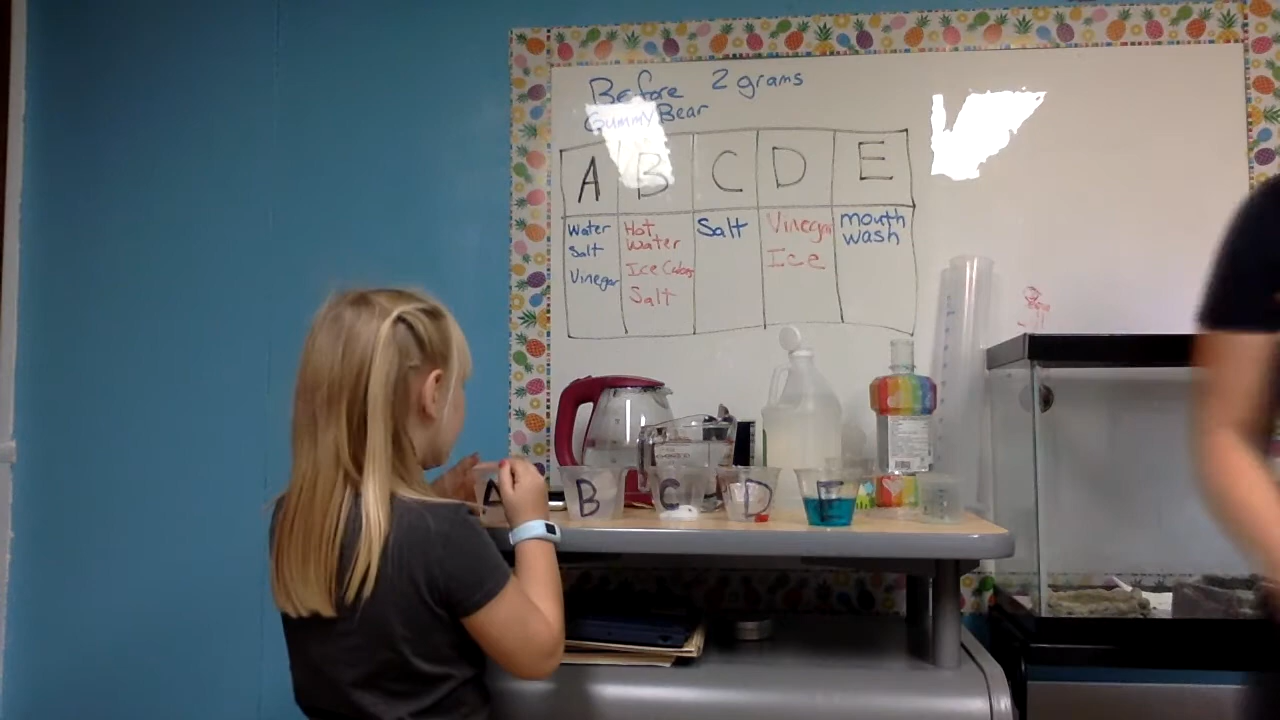 Before 2 grams
Gummy Bear
A B C D E
Water
Salt
Vinegar
Hot
Water
Ice Cubes
Salt
Salt
Vinegar
Ice
mouth
wash
A B C D E